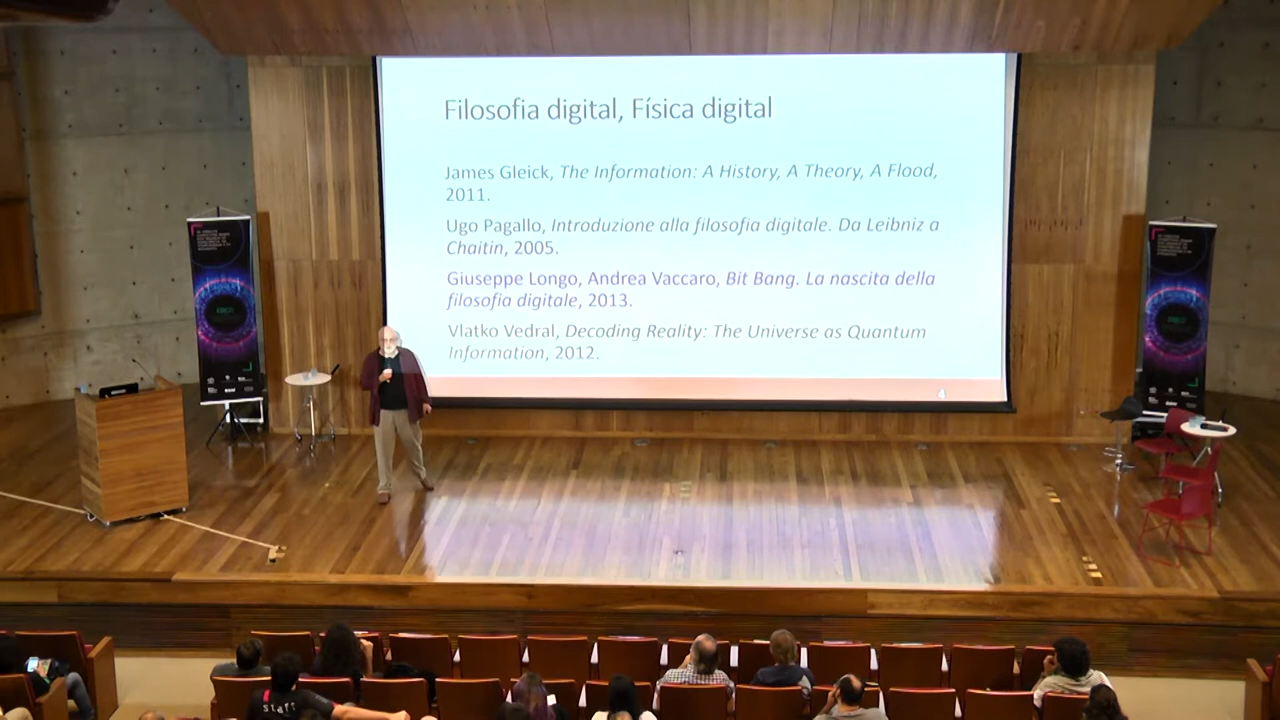 Filosofia digital, Física digital
James Gleick, The Information: A History, A Theory, A Flood,
2011.
Ugo Pagallo, Introduzione alla filosofia digitale. Da Leibniz a
Chaitin, 2005.
Giuseppe Longo, Andrea Vaccaro, Bit Bang. La nascita della
filosofia digitale, 2013.
Vlatko Vedral, Decoding Reality: The Universe as Quantum
Information, 2012.
4
staff